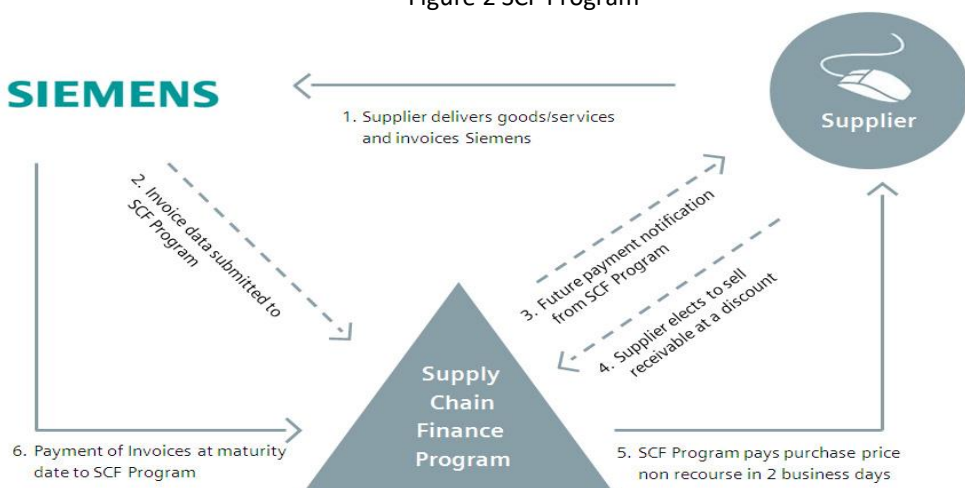 Figure 2 SCF Program
SIEMENS
Supplier
1. Supplier delivers goods/services
and invoices Siemens
2. Invoice data submitted to
SCF Program
3. Future payment notification
from SCF Program
4. Supplier elects to sell
receivable at a discount
Supply
Chain
Finance
Program
5. SCF Program pays purchase price
non recourse in 2 business days
6. Payment of Invoices at maturity
date to SCF Program